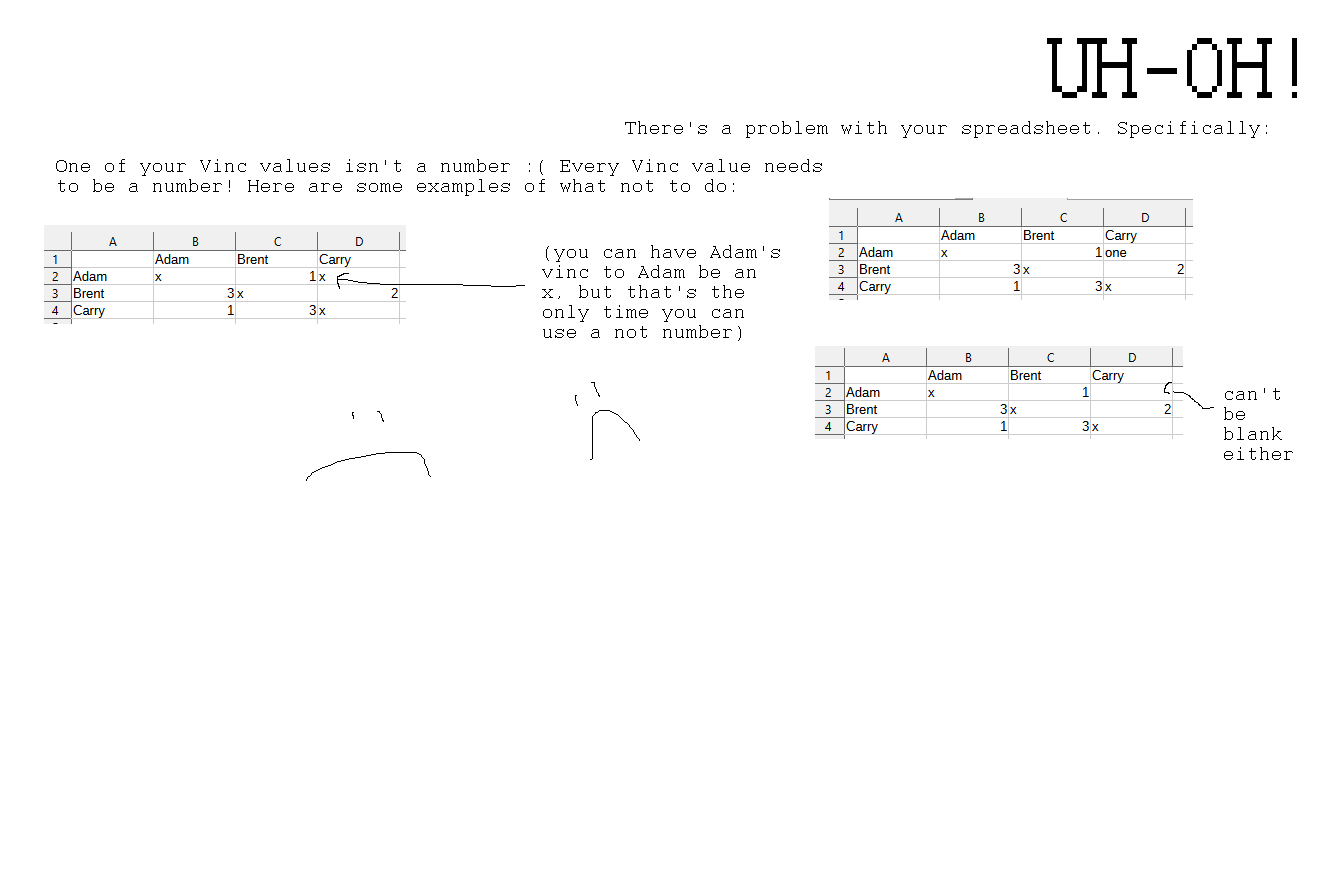 UH-OH!
There's a problem with your spreadsheet. Specifically:
One of your Vinc values isn't a number :( Every Vinc value needs
to be a number! Here are some examples of what not to do:
A B C D
1 Adam Brent Carry
2 Adam x 1 x
3 Brent 3 x 2
4 Carry 1 3 x
(you can have Adam's
vinc to Adam be an
x, but that's the
only time you can
use a not number)
A B C D
1 Adam Brent Carry
2 Adam x 1 one
3 Brent 3 x 2
4 Carry 1 3 x
A B C D
1 Adam Brent Carry
2 Adam x 1
3 Brent 3 x 2
4 Carry 1 3 x
can't
be
blank
either